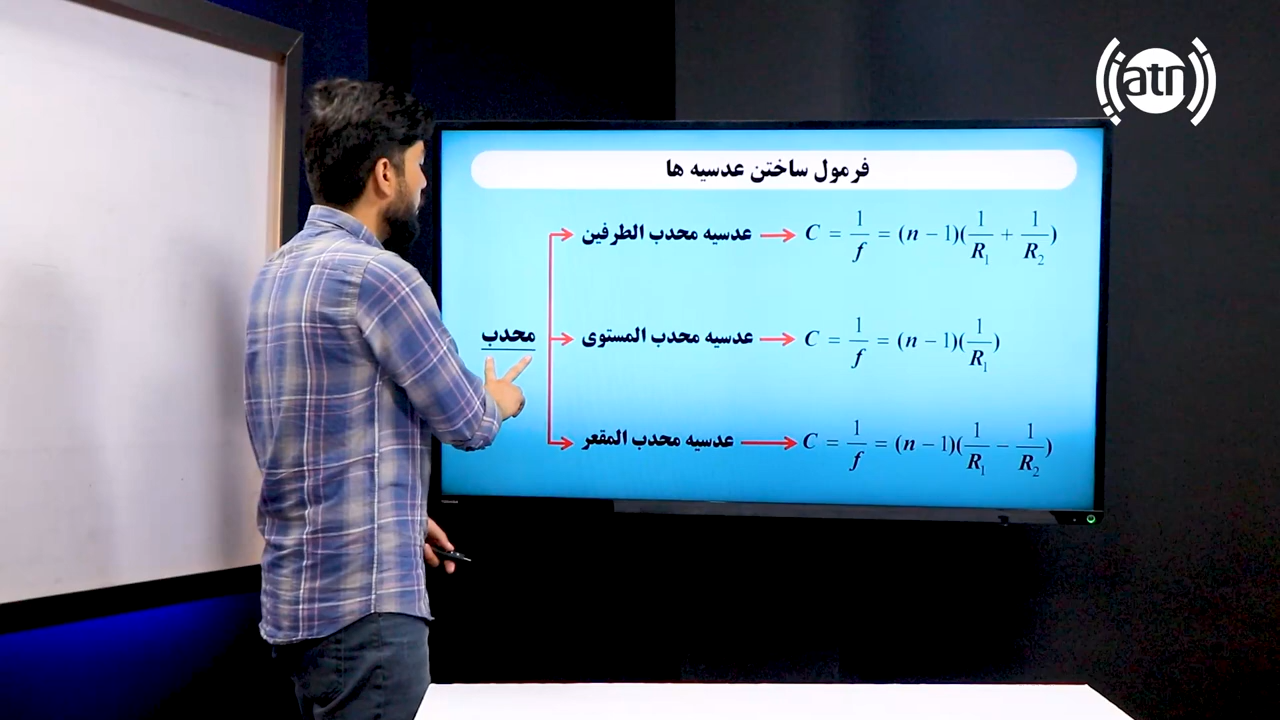 atn
فرمول ساختن عدسیه ها
عدسیه محدب الطرفین → C = 1/f = (n − 1)(1/R₁ + 1/R₂)
محدب
عدسیه محدب المستوی → C = 1/f = (n − 1)(1/R₁)
عدسیه محدب المقعر → C = 1/f = (n − 1)(1/R₁ − 1/R₂)
TOSHIBA